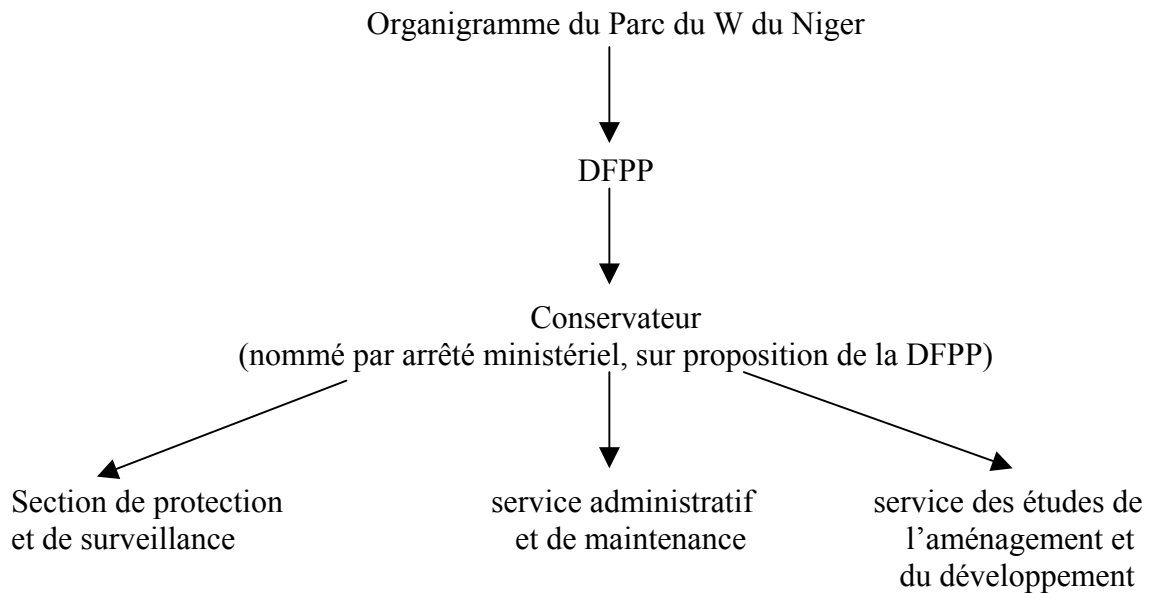 Organigramme du Parc du W du Niger
DFPP
Conservateur
(nommé par arrêté ministériel, sur proposition de la DFPP)
Section de protection
et de surveillance
service administratif
et de maintenance
service des études de
l’aménagement et
du développement